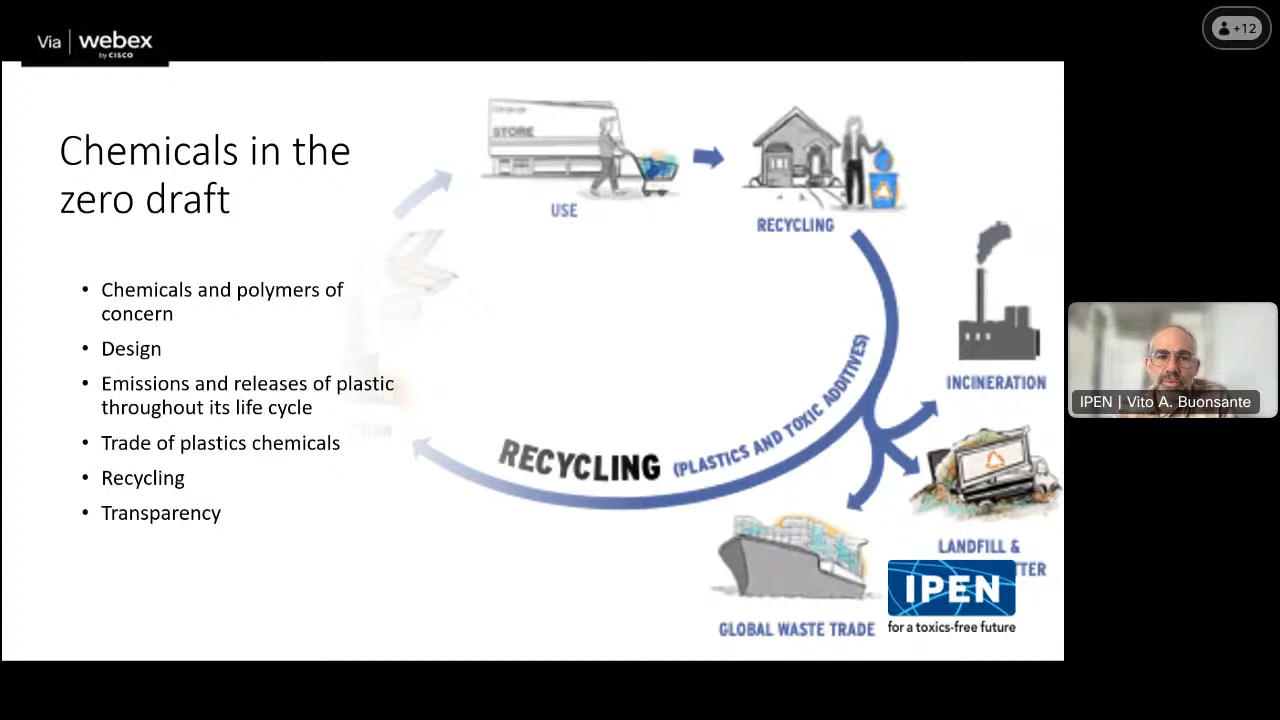 Via | webex
by CISCO
+12
Chemicals in the
zero draft
• Chemicals and polymers of
concern
• Design
• Emissions and releases of plastic
throughout its life cycle
• Trade of plastics chemicals
• Recycling
• Transparency
STORE
USE
RECYCLING
INCINERATION
RECYCLING (PLASTICS AND TOXIC ADDITIVES)
LANDFILL &
TTER
GLOBAL WASTE TRADE
IPEN
for a toxics-free future
IPEN | Vito A. Buonsante